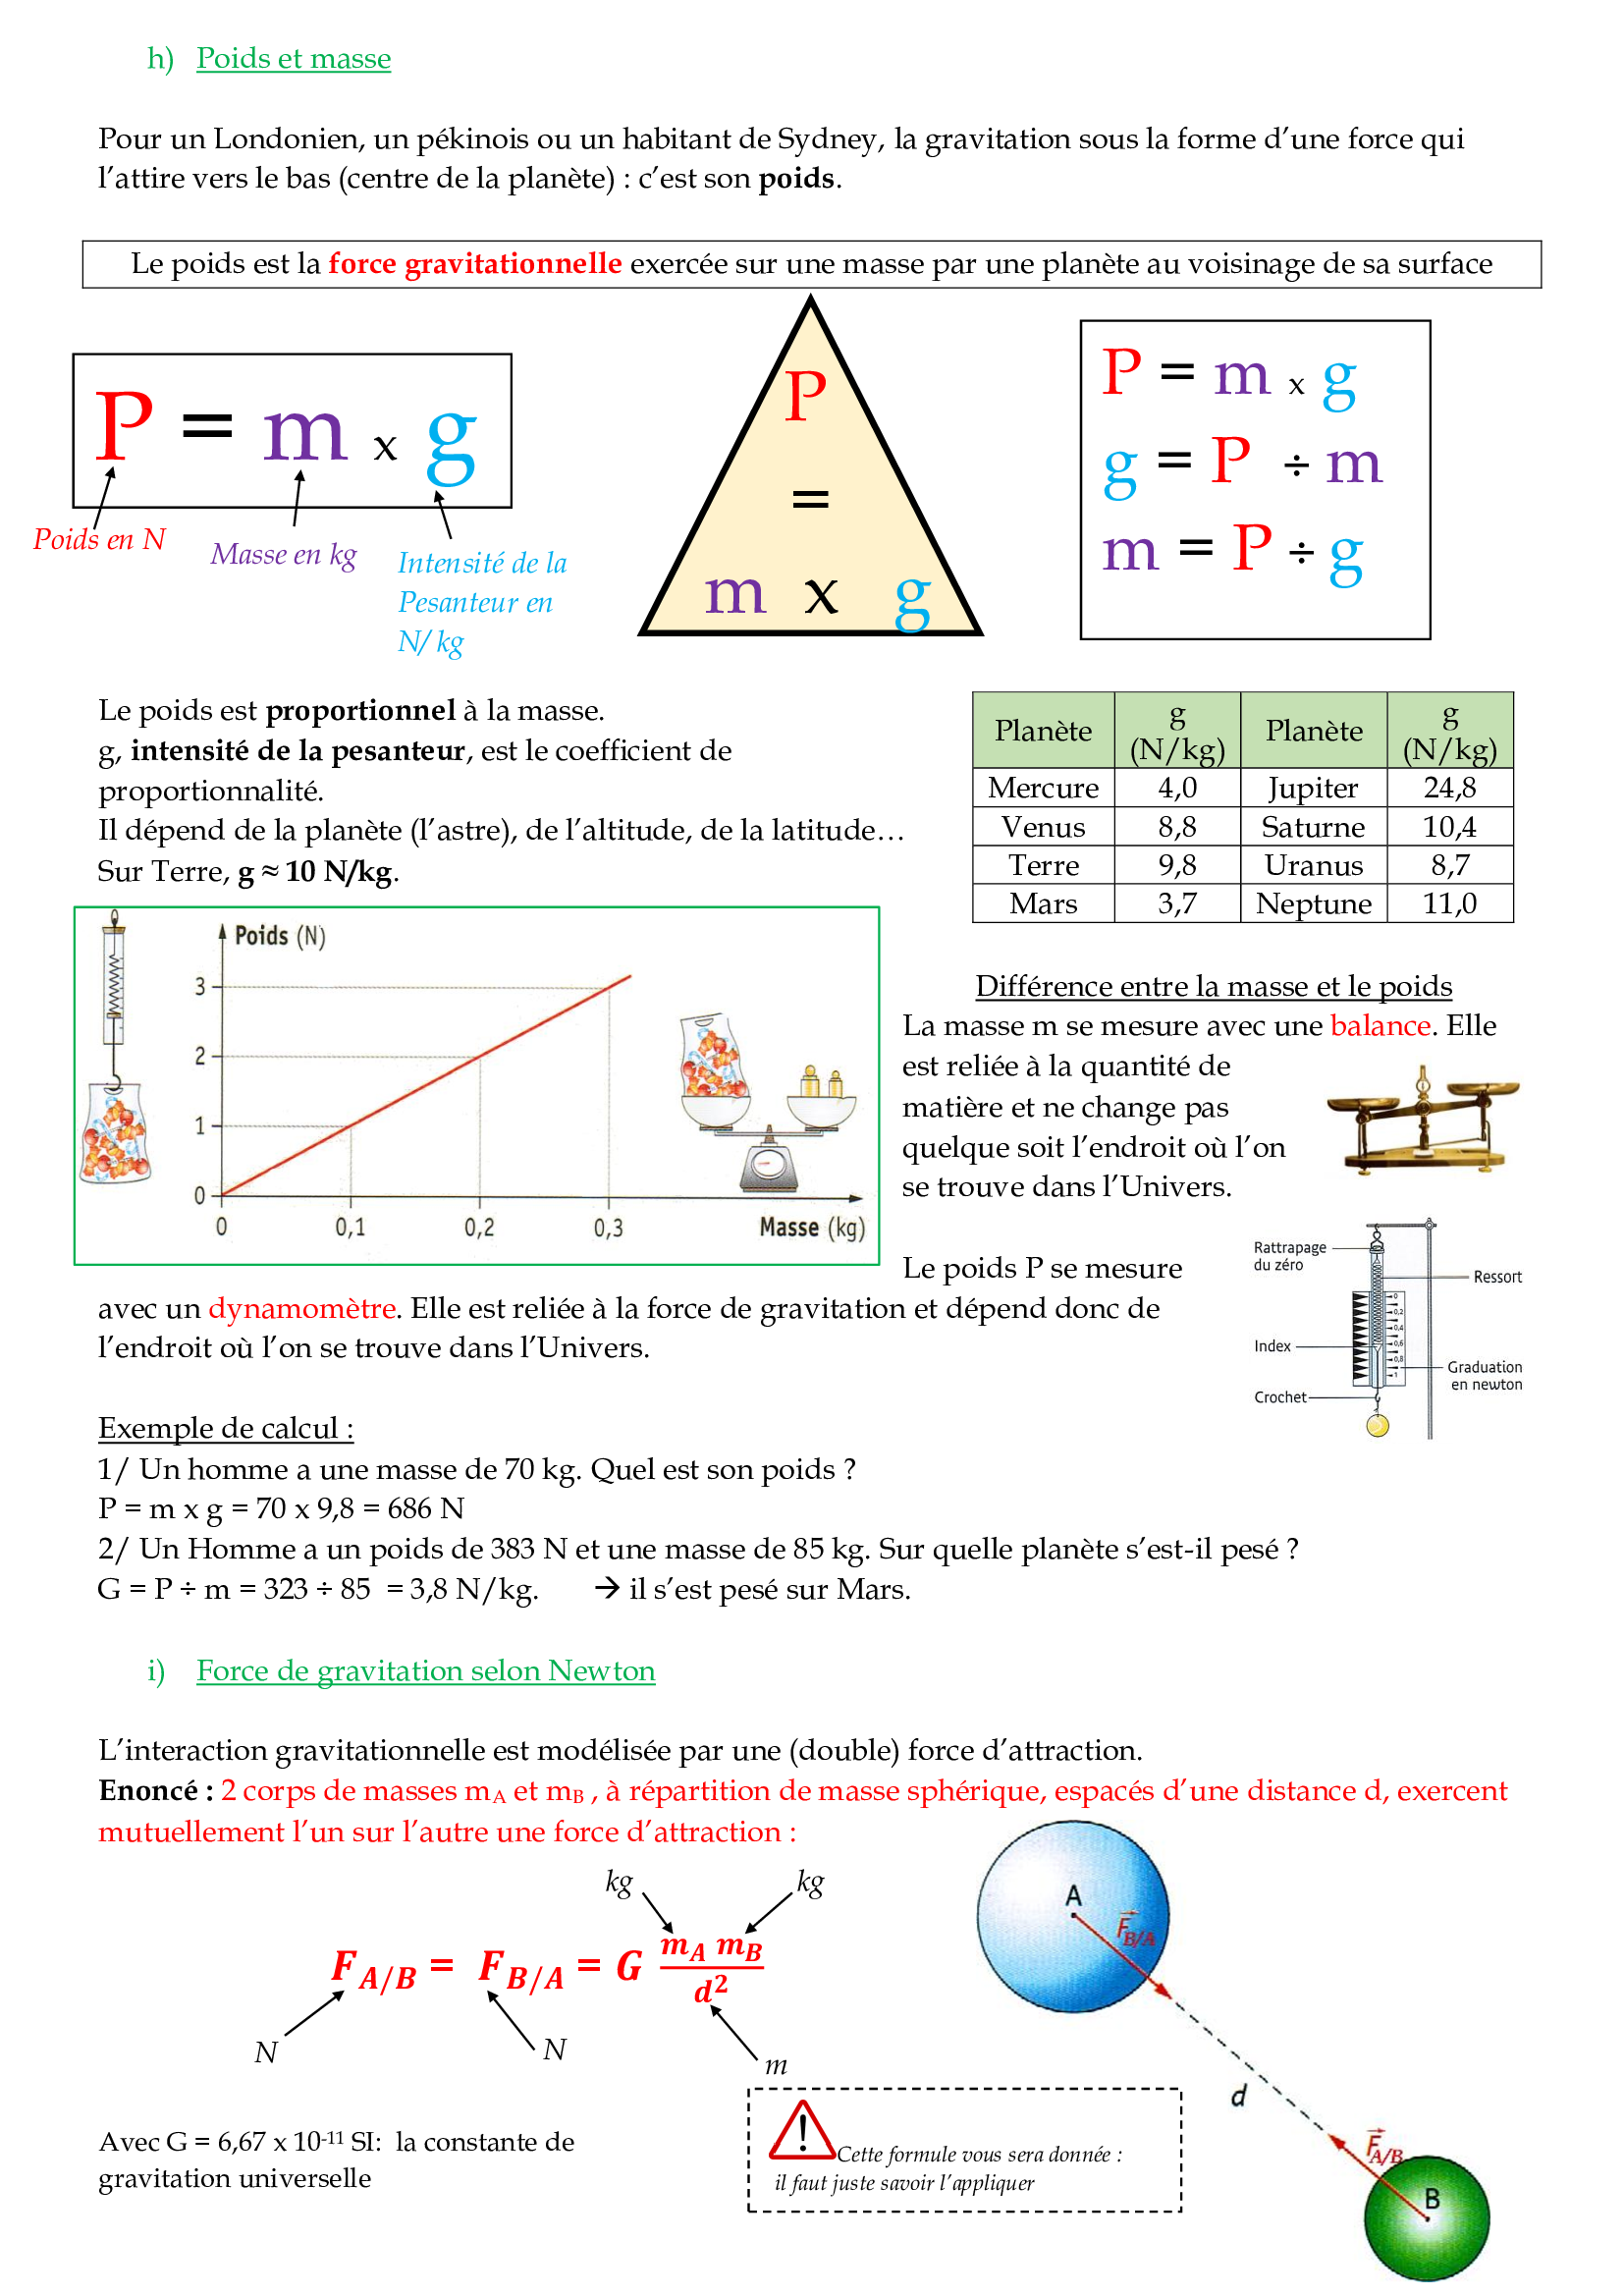 h) Poids et masse
Pour un Londonien, un pékinois ou un habitant de Sydney, la gravitation sous la forme d’une force qui
l’attire vers le bas (centre de la planète) : c’est son poids.
Le poids est la force gravitationnelle exercée sur une masse par une planète au voisinage de sa surface
P = m x g
Poids en N
Masse en kg
Intensité de la
Pesanteur en
N/ kg
P
=
m x g
P = m x g
g = P ÷ m
m = P ÷ g
Le poids est proportionnel à la masse.
g, intensité de la pesanteur, est le coefficient de
proportionnalité.
Il dépend de la planète (l’astre), de l’altitude, de la latitude…
Sur Terre, g ≈ 10 N/kg.
Planète g (N/kg) Planète g (N/kg)
Mercure 4,0 Jupiter 24,8
Venus 8,8 Saturne 10,4
Terre 9,8 Uranus 8,7
Mars 3,7 Neptune 11,0
Poids (N)
3
2
1
0
0 0,1 0,2 0,3 Masse (kg)
Différence entre la masse et le poids
La masse m se mesure avec une balance. Elle
est reliée à la quantité de
matière et ne change pas
quelque soit l’endroit où l’on
se trouve dans l’Univers.
Le poids P se mesure
avec un dynamomètre. Elle est reliée à la force de gravitation et dépend donc de
l’endroit où l’on se trouve dans l’Univers.
Rattrapage
du zéro
Ressort
0
0,2
0,4
0,6
0,8
1
Index
Graduation
en newton
Crochet
Exemple de calcul :
1/ Un homme a une masse de 70 kg. Quel est son poids ?
P = m x g = 70 x 9,8 = 686 N
2/ Un Homme a un poids de 383 N et une masse de 85 kg. Sur quelle planète s’est-il pesé ?
G = P ÷ m = 323 ÷ 85 = 3,8 N/kg. → il s’est pesé sur Mars.
i) Force de gravitation selon Newton
L’interaction gravitationnelle est modélisée par une (double) force d’attraction.
Enoncé : 2 corps de masses mA et mB , à répartition de masse sphérique, espacés d’une distance d, exercent
mutuellement l’un sur l’autre une force d’attraction :
kg kg
F A/B = F B/A = G mA mB / d²
N N
m
A
F B/A
d
F A/B
B
Avec G = 6,67 x 10⁻¹¹ SI: la constante de
gravitation universelle
! Cette formule vous sera donnée :
il faut juste savoir l’appliquer